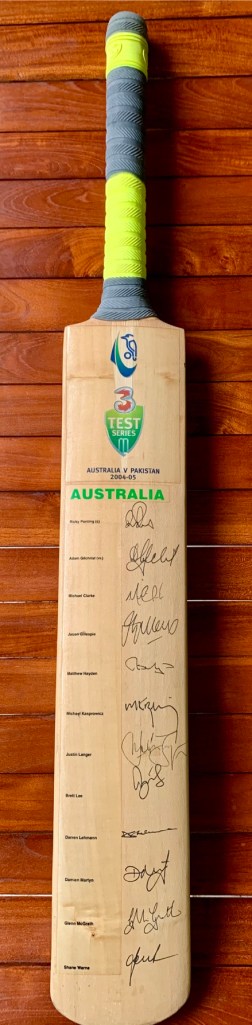 3
TEST
SERIES
AUSTRALIA V PAKISTAN
2004-05
AUSTRALIA
Ricky Ponting (c)
Adam Gilchrist (vc)
Michael Clarke
Jason Gillespie
Matthew Hayden
Michael Kasprowicz
Justin Langer
Brett Lee
Darren Lehmann
Damien Martyn
Glenn McGrath
Shane Warne